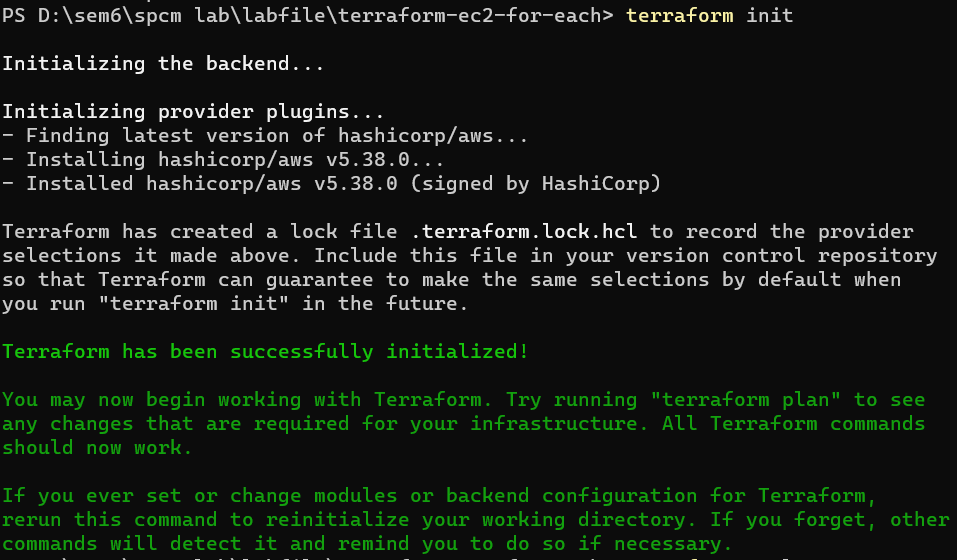 PS D:\sem6\spcm lab\labfile\terraform-ec2-for-each> terraform init
Initializing the backend...
Initializing provider plugins...
- Finding latest version of hashicorp/aws...
- Installing hashicorp/aws v5.38.0...
- Installed hashicorp/aws v5.38.0 (signed by HashiCorp)
Terraform has created a lock file .terraform.lock.hcl to record the provider
selections it made above. Include this file in your version control repository
so that Terraform can guarantee to make the same selections by default when
you run "terraform init" in the future.
Terraform has been successfully initialized!
You may now begin working with Terraform. Try running "terraform plan" to see
any changes that are required for your infrastructure. All Terraform commands
should now work.
If you ever set or change modules or backend configuration for Terraform,
rerun this command to reinitialize your working directory. If you forget, other
commands will detect it and remind you to do so if necessary.